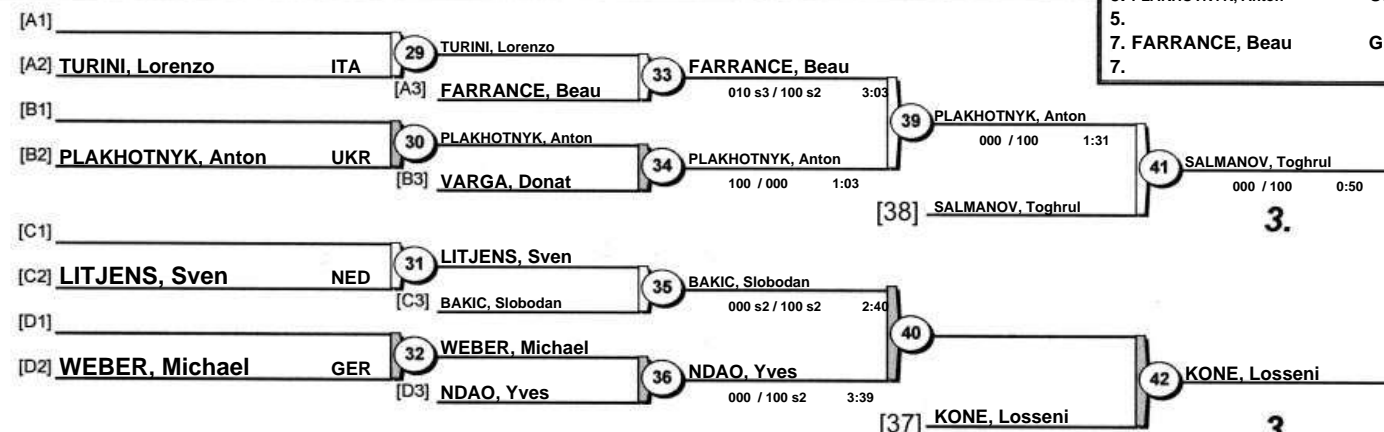 5.
7. FARRANCE, Beau G
7.
[A1]
[A2] TURINI, Lorenzo ITA
29
TURINI, Lorenzo
[A3] FARRANCE, Beau
33
FARRANCE, Beau
010 s3 / 100 s2 3:03
[B1]
[B2] PLAKHOTNYK, Anton UKR
30
PLAKHOTNYK, Anton
[B3] VARGA, Donat
34
PLAKHOTNYK, Anton
100 / 000 1:03
39
PLAKHOTNYK, Anton
000 / 100 1:31
[38] SALMANOV, Toghrul
41
SALMANOV, Toghrul
000 / 100 0:50
3.
[C1]
[C2] LITJENS, Sven NED
31
LITJENS, Sven
[C3] BAKIC, Slobodan
35
BAKIC, Slobodan
000 s2 / 100 s2 2:40
[D1]
[D2] WEBER, Michael GER
32
WEBER, Michael
[D3] NDAO, Yves
36
NDAO, Yves
000 / 100 s2 3:39
40
[37] KONE, Losseni
42
KONE, Losseni
3